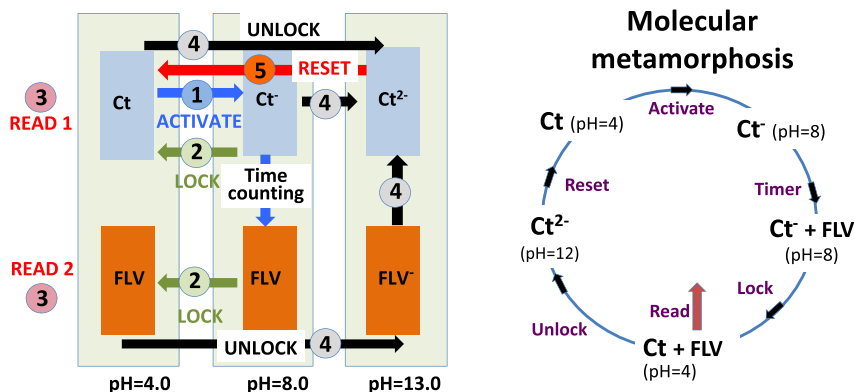 4 UNLOCK
5 RESET
3 Ct 1 Ct⁻ 4 Ct²⁻
READ 1 ACTIVATE
2
LOCK
Time
counting
4
READ 2 FLV 2 FLV FLV⁻
3 LOCK
UNLOCK 4
pH=4.0 pH=8.0 pH=13.0
Molecular
metamorphosis
Activate
Ct (pH=4) Ct⁻ (pH=8)
Reset Timer
Ct²⁻ (pH=12) Ct⁻ + FLV (pH=8)
Read Lock
Unlock
Ct + FLV
(pH=4)